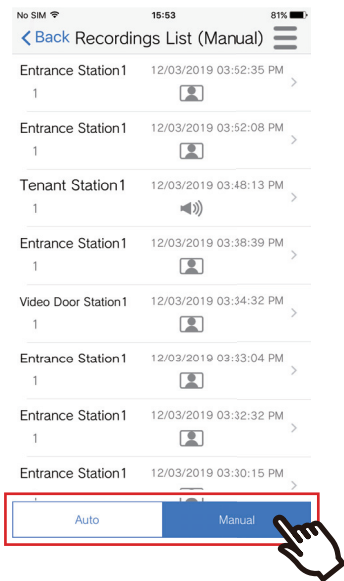 No SIM 15:53 81%
Back Recordings List (Manual)
Entrance Station1 12/03/2019 03:52:35 PM
1
Entrance Station1 12/03/2019 03:52:08 PM
1
Tenant Station1 12/03/2019 03:48:13 PM
1
Entrance Station1 12/03/2019 03:38:39 PM
1
Video Door Station1 12/03/2019 03:34:32 PM
1
Entrance Station1 12/03/2019 03:33:04 PM
1
Entrance Station1 12/03/2019 03:32:32 PM
1
Entrance Station1 12/03/2019 03:30:15 PM
Auto Manual